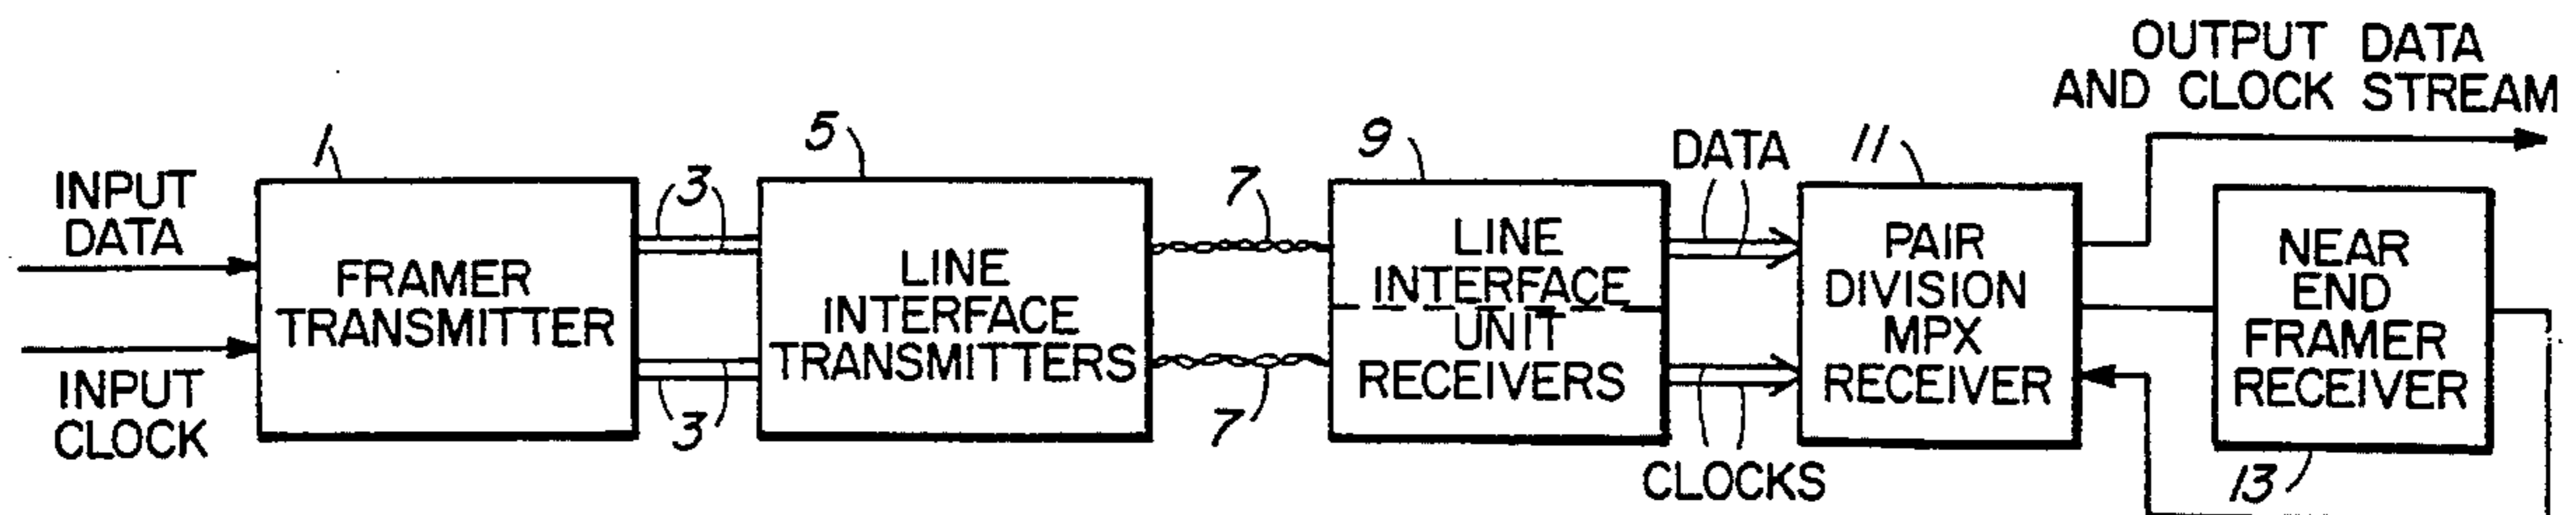 INPUT
DATA
INPUT
CLOCK
1
FRAMER
TRANSMITTER
3
3
5
LINE
INTERFACE
TRANSMITTERS
7
7
9
LINE
INTERFACE
UNIT
RECEIVERS
DATA
CLOCKS
11
PAIR
DIVISION
MPX
RECEIVER
OUTPUT DATA
AND CLOCK STREAM
NEAR
END
FRAMER
RECEIVER
13